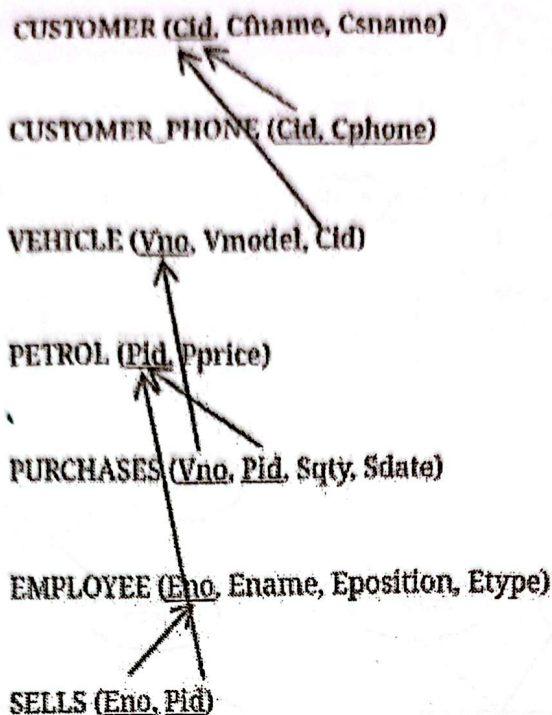 CUSTOMER (Cid, Cfname, Csname)
CUSTOMER_PHONE (Cid, Cphone)
VEHICLE (Vno, Vmodel, Cid)
PETROL (Pid, Pprice)
PURCHASES (Vno, Pid, Sqty, Sdate)
EMPLOYEE (Eno, Ename, Eposition, Etype)
SELLS (Eno, Pid)